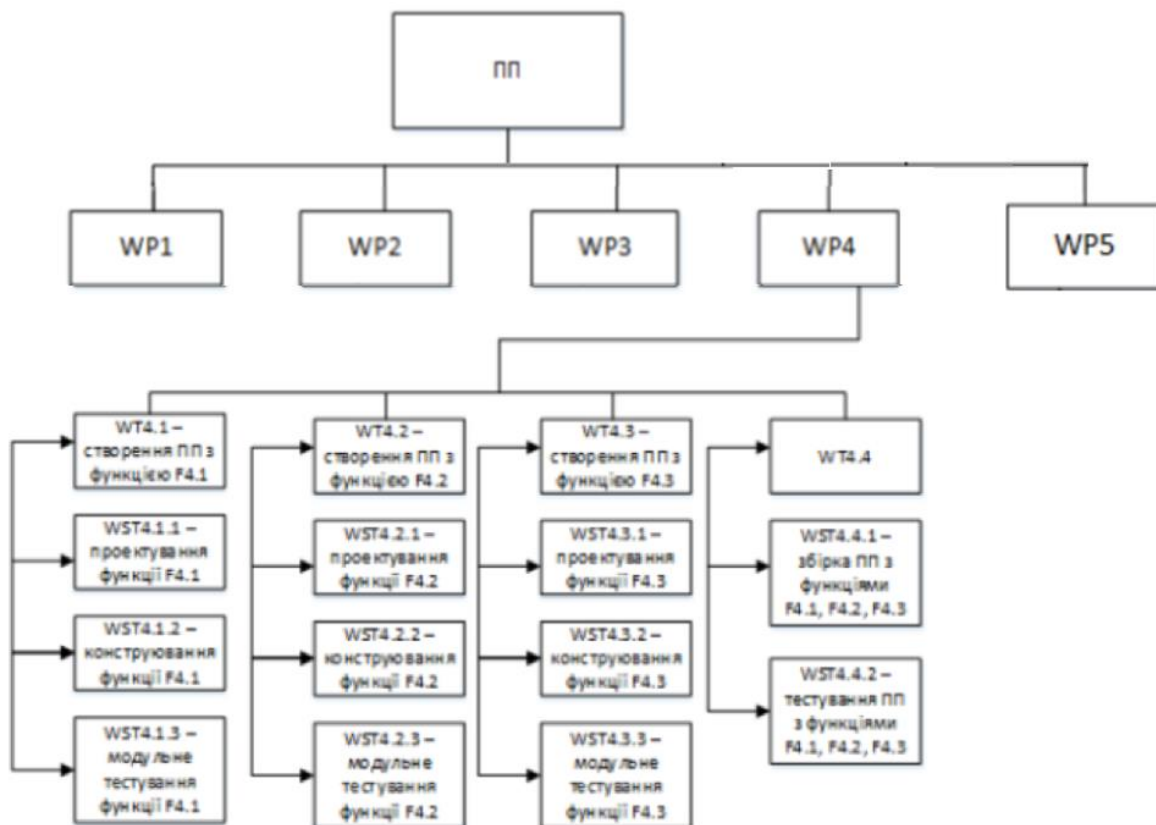 ПП
WP1
WP2
WP3
WP4
WP5
WT4.1 –
створення ПП з
функцією F4.1
WT4.2 –
створення ПП з
функцією F4.2
WT4.3 –
створення ПП з
функцією F4.3
WT4.4
WST4.1.1 –
проектування
функції F4.1
WST4.2.1 –
проектування
функції F4.2
WST4.3.1 –
проектування
функції F4.3
WST4.4.1 –
збірка ПП з
функціями
F4.1, F4.2, F4.3
WST4.1.2 –
конструювання
функції F4.1
WST4.2.2 –
конструювання
функції F4.2
WST4.3.2 –
конструювання
функції F4.3
WST4.4.2 –
тестування ПП
з функціями
F4.1, F4.2, F4.3
WST4.1.3 –
модульне
тестування
функції F4.1
WST4.2.3 –
модульне
тестування
функції F4.2
WST4.3.3 –
модульне
тестування
функції F4.3